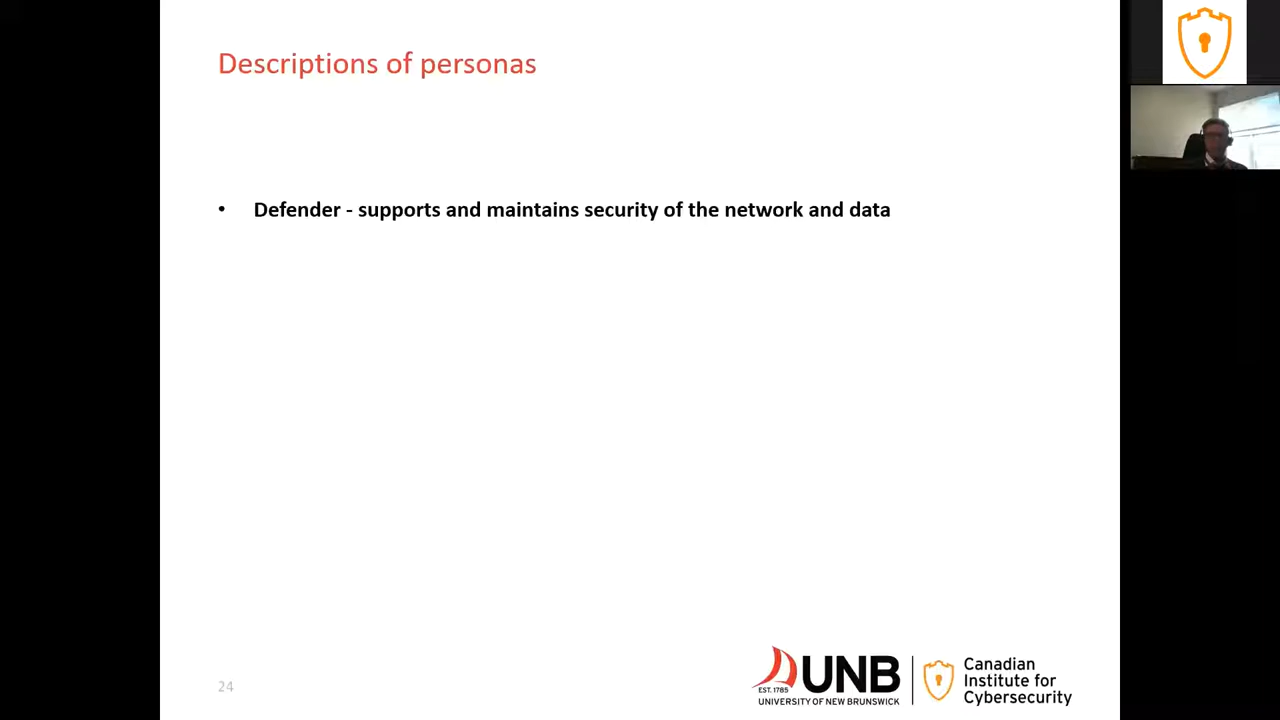 Descriptions of personas
• Defender - supports and maintains security of the network and data
24
EST. 1785
UNB
UNIVERSITY OF NEW BRUNSWICK
Canadian
Institute for
Cybersecurity